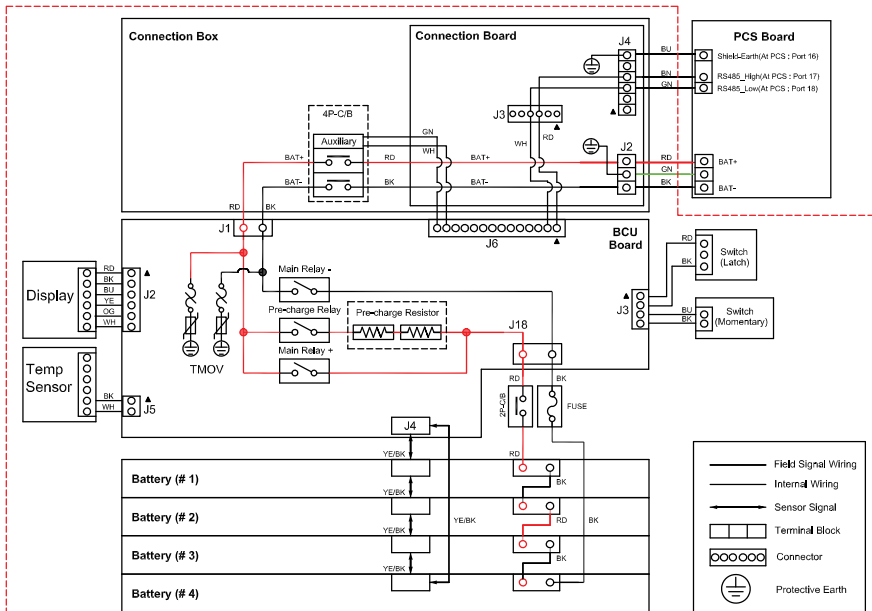 Connection Box
Connection Board
PCS Board
J4
BU
Shield-Earth(At PCS : Port 16)
BN
RS485_High(At PCS : Port 17)
GN
RS485_Low(At PCS : Port 18)
4P-C/B
J3
GN
Auxiliary
WH
WH
RD
J2
BAT+
RD
BAT+
RD
BAT+
GN
BAT-
BK
BAT-
BK
BAT-
RD
BK
J1
J6
BCU
Board
RD
Switch
(Latch)
BK
Main Relay -
Display
RD
BK
BU
YE
OG
WH
J2
Pre-charge Relay
Pre-charge Resistor
J18
J3
BU
BK
Switch
(Momentary)
Main Relay +
TMOV
Temp
Sensor
BK
WH
J5
RD
BK
2P-C/B
FUSE
J4
RD
YE/BK
Battery (# 1)
BK
YE/BK
Battery (# 2)
YE/BK
RD
BK
YE/BK
Battery (# 3)
BK
YE/BK
Battery (# 4)
Field Signal Wiring
Internal Wiring
Sensor Signal
Terminal Block
Connector
Protective Earth